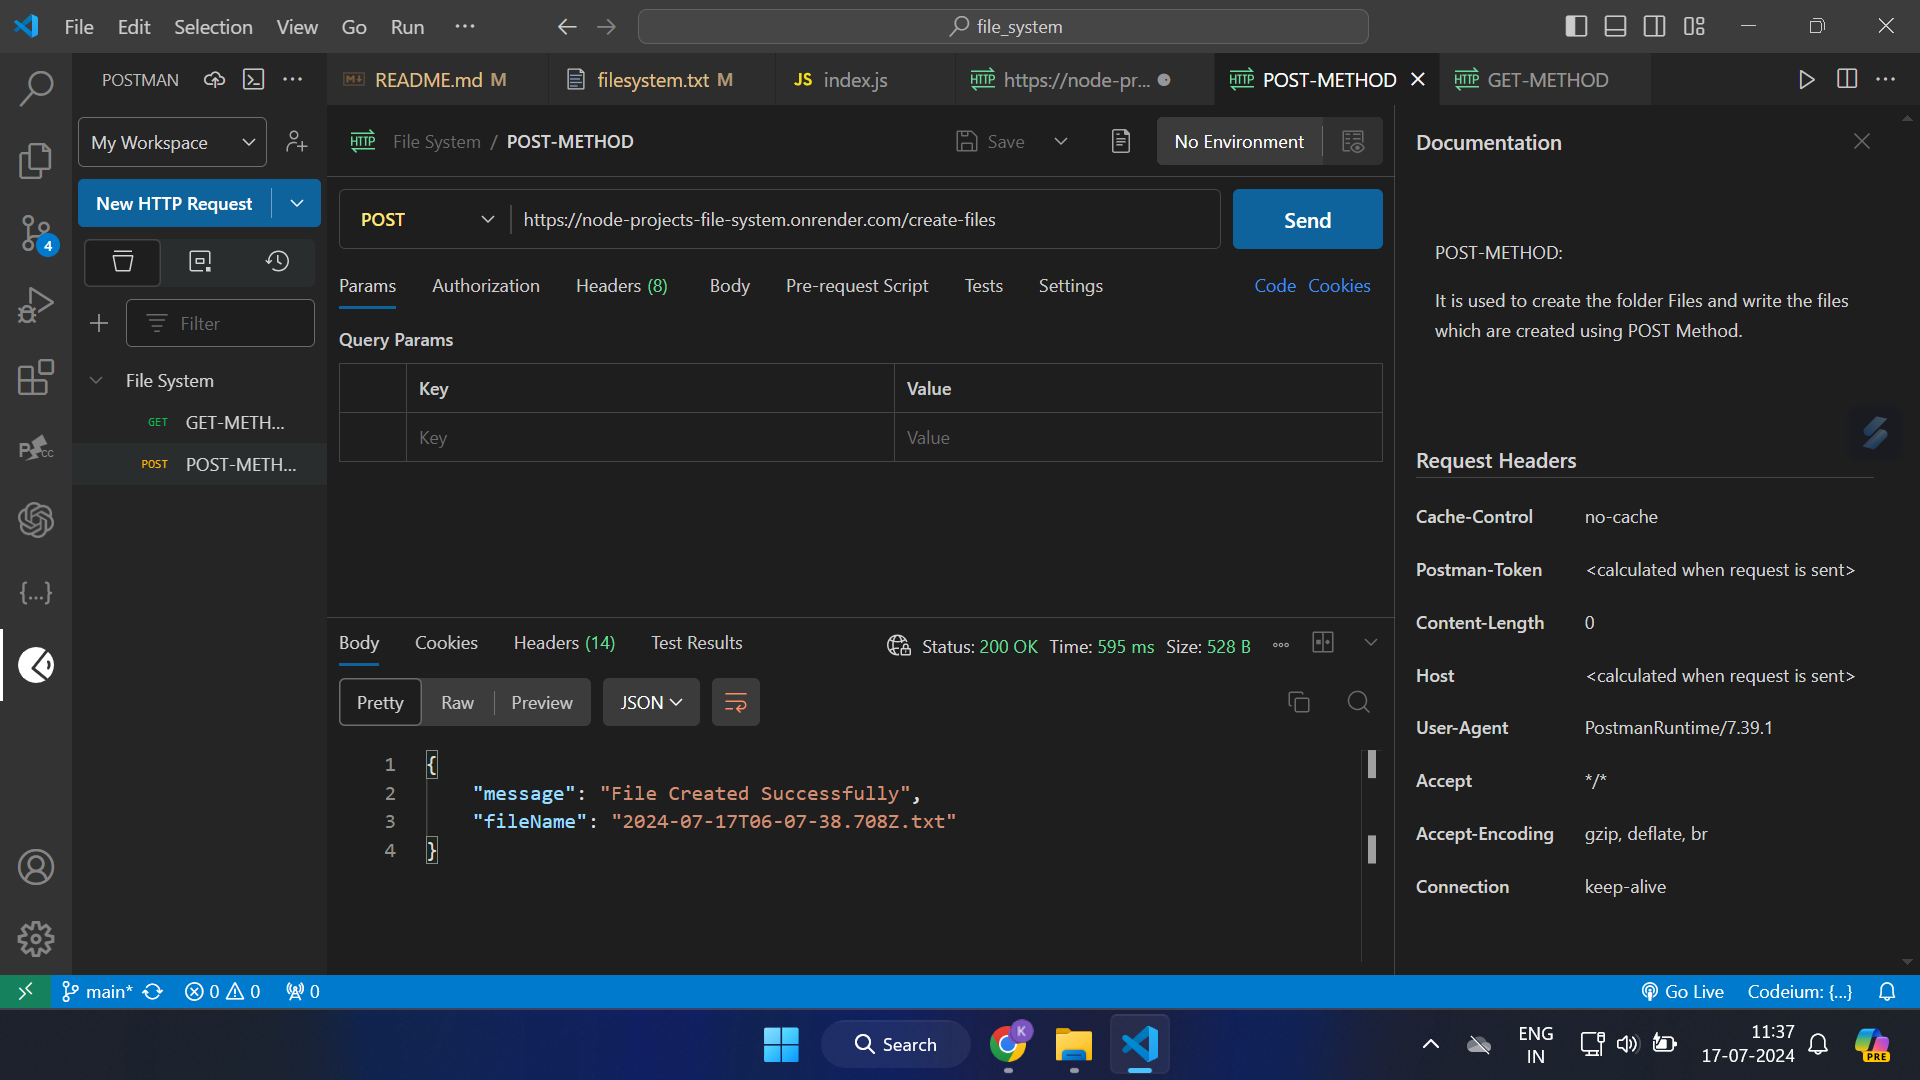 File Edit Selection View Go Run ··· file_system
POSTMAN ···
README.md M filesystem.txt M JS index.js HTTP https://node-pr... HTTP POST-METHOD HTTP GET-METHOD ···
My Workspace
New HTTP Request
Filter
File System
GET GET-METH...
POST POST-METH...
4
HTTP File System / POST-METHOD Save No Environment
POST https://node-projects-file-system.onrender.com/create-files Send
Params Authorization Headers (8) Body Pre-request Script Tests Settings Code Cookies
Query Params
Key Value
Key Value
Body Cookies Headers (14) Test Results Status: 200 OK Time: 595 ms Size: 528 B
Pretty Raw Preview JSON
1 {
2 "message": "File Created Successfully",
3 "fileName": "2024-07-17T06-07-38.708Z.txt"
4 }
Documentation
POST-METHOD:
It is used to create the folder Files and write the files
which are created using POST Method.
Request Headers
Cache-Control no-cache
Postman-Token <calculated when request is sent>
Content-Length 0
Host <calculated when request is sent>
User-Agent PostmanRuntime/7.39.1
Accept */*
Accept-Encoding gzip, deflate, br
Connection keep-alive
main* 0 0 0 Go Live Codeium: {...}
Search K ENG
IN
11:37
17-07-2024
PRE